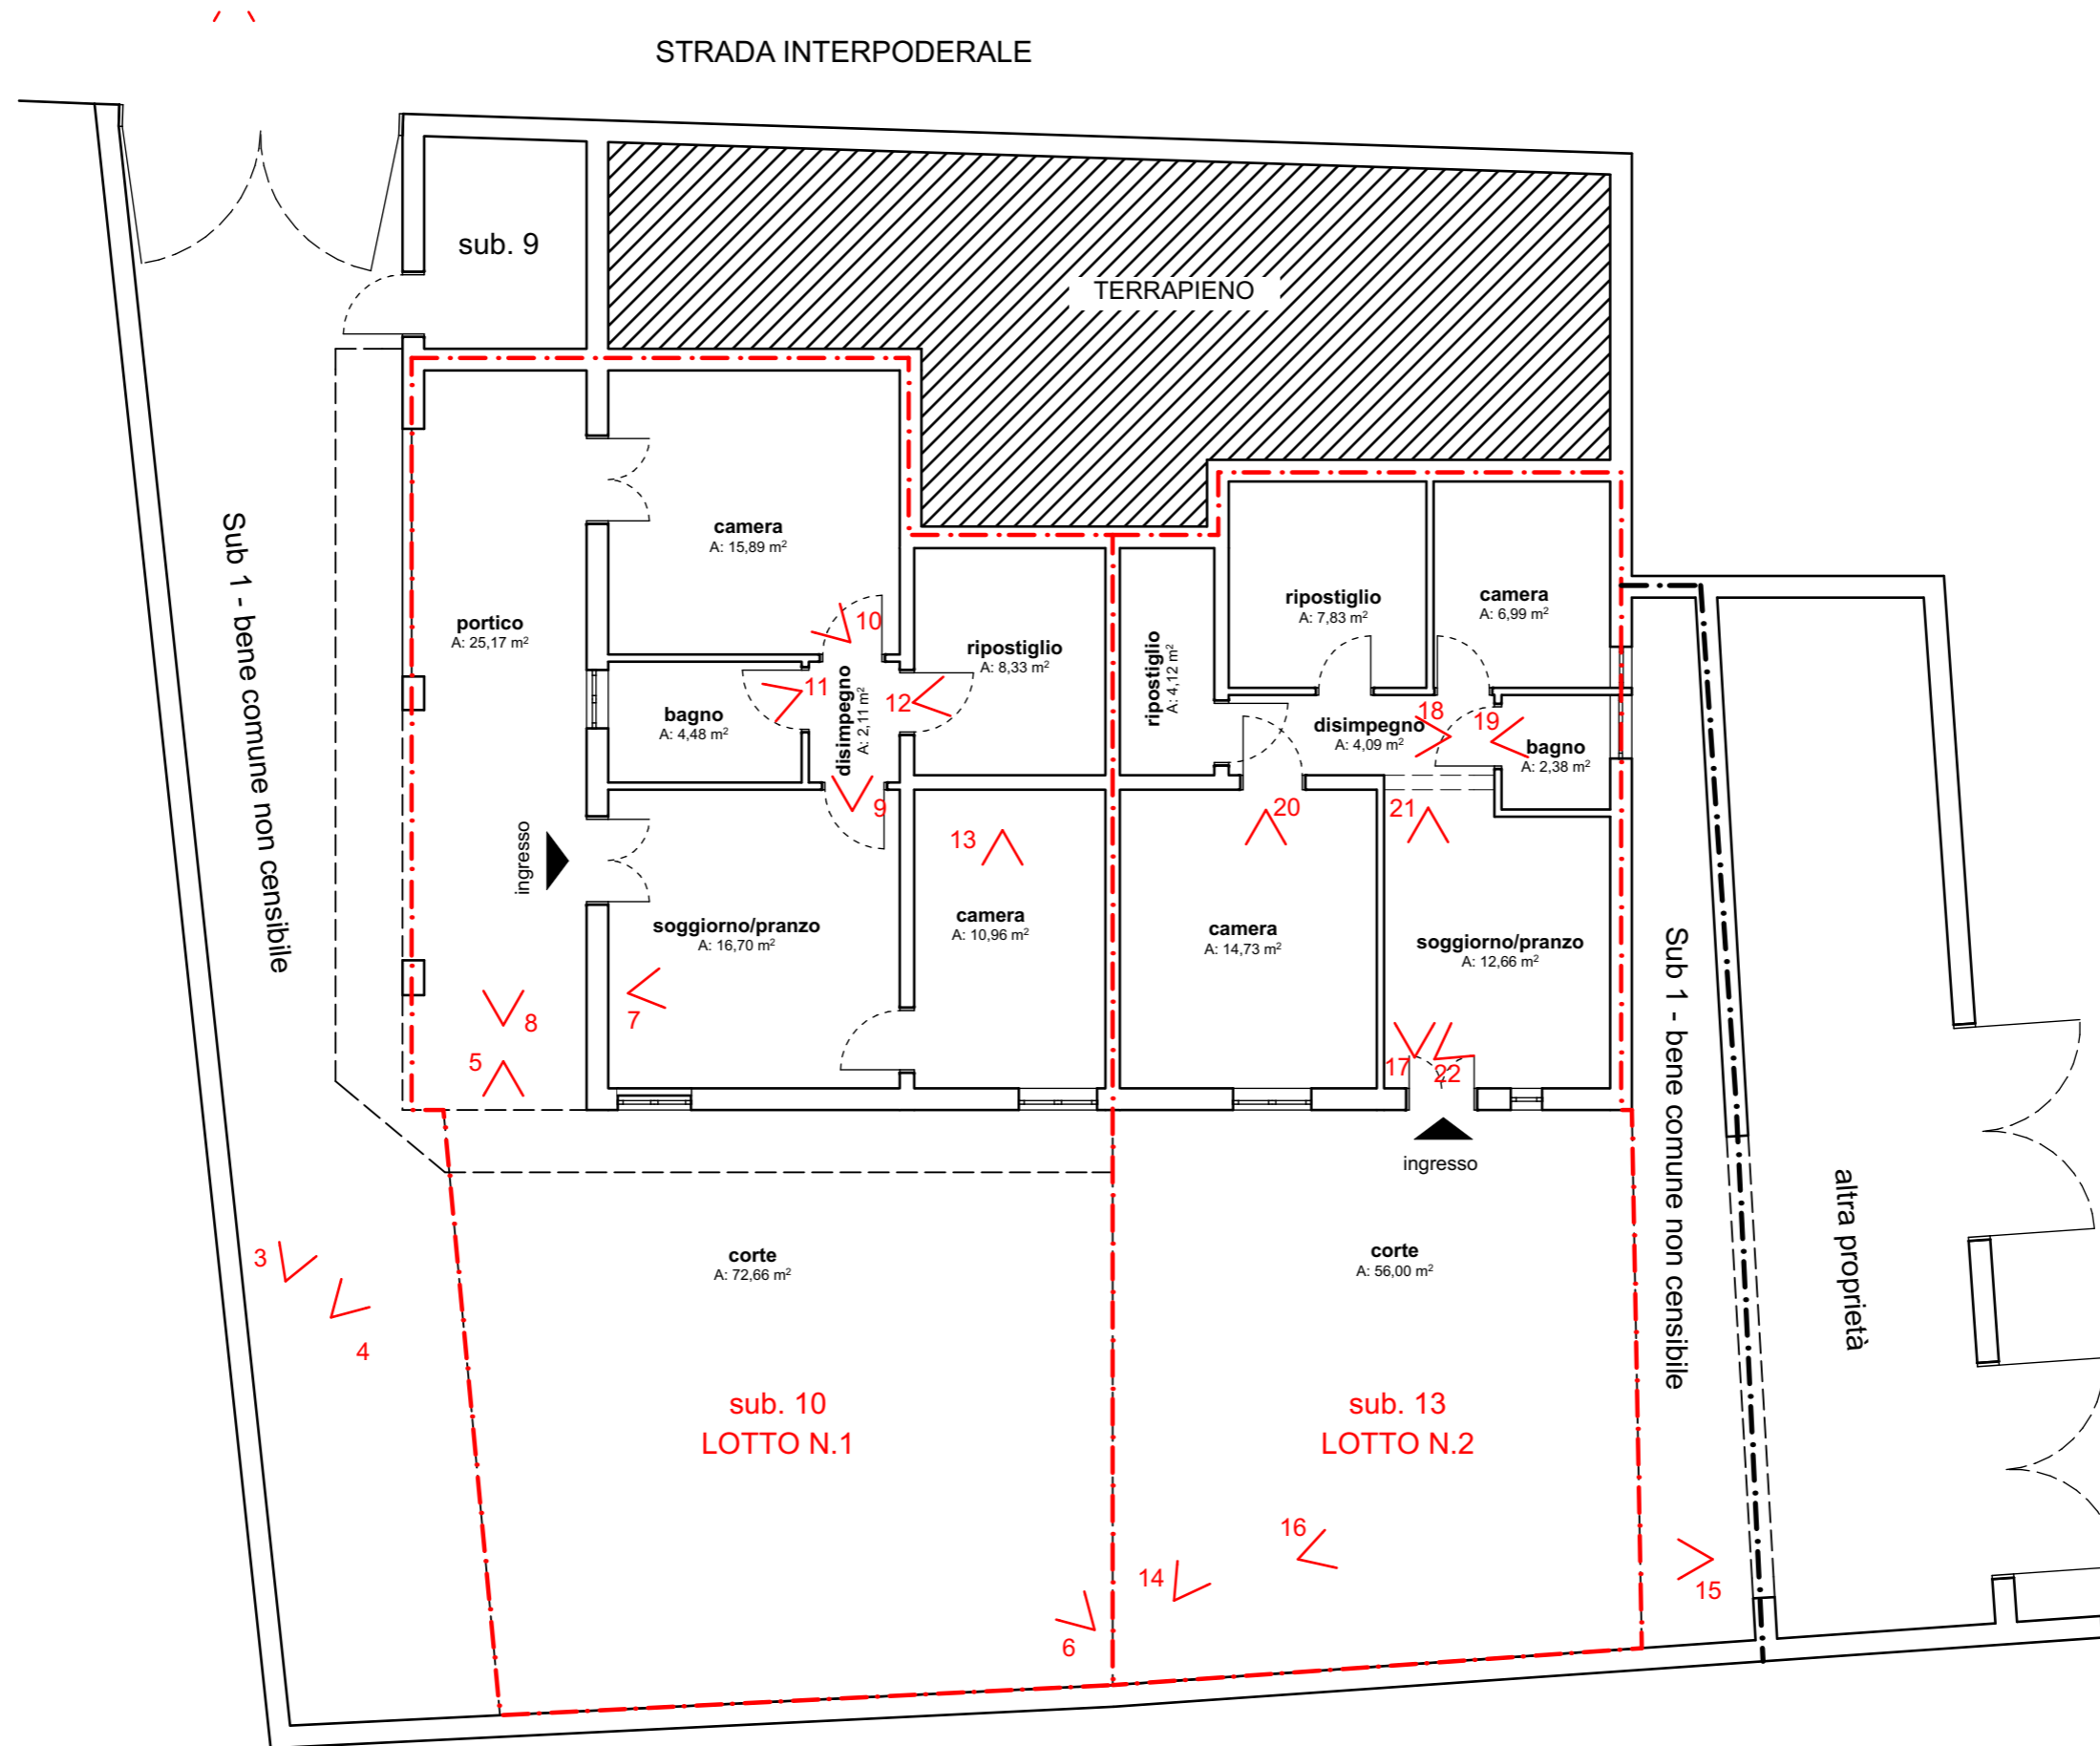 STRADA INTERPODERALE
sub. 9
TERRAPIENO
Sub 1 - bene comune non censibile
camera
A: 15,89 m²
portico
A: 25,17 m²
10
ripostiglio
A: 8,33 m²
ripostiglio
A: 4,12 m²
ripostiglio
A: 7,83 m²
camera
A: 6,99 m²
bagno
A: 4,48 m²
11
disimpegno
A: 2,11 m²
12
disimpegno
A: 4,09 m²
18
19
bagno
A: 2,38 m²
9
13
20
21
ingresso
soggiorno/pranzo
A: 16,70 m²
camera
A: 10,96 m²
camera
A: 14,73 m²
soggiorno/pranzo
A: 12,66 m²
7
8
5
17
22
ingresso
Sub 1 - bene comune non censibile
altra proprietà
3
4
corte
A: 72,66 m²
corte
A: 56,00 m²
sub. 10
LOTTO N.1
sub. 13
LOTTO N.2
16
14
15
6